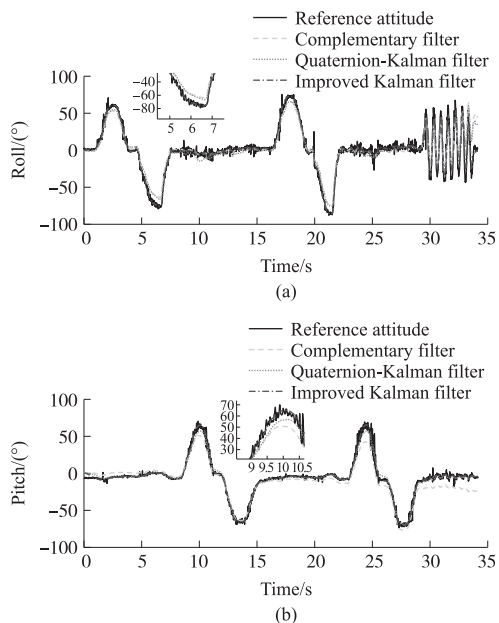 Reference attitude
Complementary filter
Quaternion-Kalman filter
Improved Kalman filter
100
50
0
−50
−100
Roll/(°)
−40
−60
−80
5 6 7
0 5 10 15 20 25 30 35
Time/s
(a)
Reference attitude
Complementary filter
Quaternion-Kalman filter
Improved Kalman filter
100
50
0
−50
−100
Pitch/(°)
70
60
50
40
30
9 9.5 10 10.5
0 5 10 15 20 25 30 35
Time/s
(b)